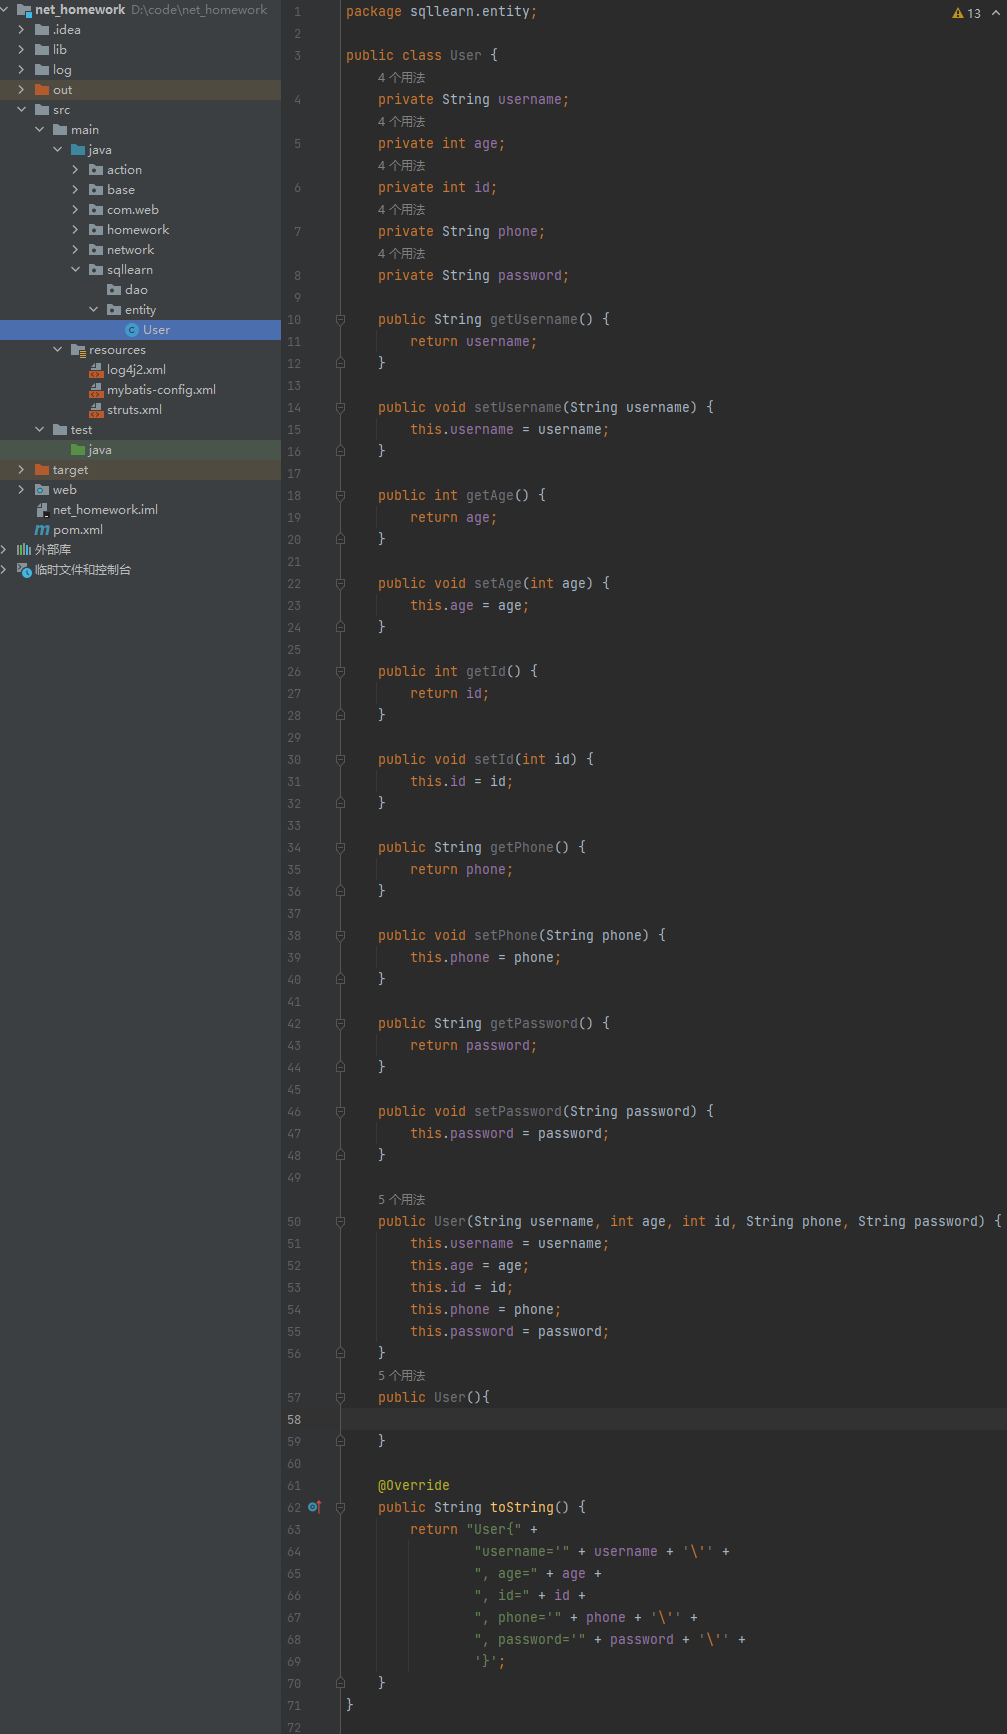 net_homework D:\code\net_homework
.idea
lib
log
out
src
main
java
action
base
com.web
homework
network
sqllearn
dao
entity
User
resources
log4j2.xml
mybatis-config.xml
struts.xml
test
java
target
web
net_homework.iml
pom.xml
外部库
临时文件和控制台
13
1 package sqllearn.entity;
2
3 public class User {
4 个用法
4 private String username;
4 个用法
5 private int age;
4 个用法
6 private int id;
4 个用法
7 private String phone;
4 个用法
8 private String password;
9
10 public String getUsername() {
11 return username;
12 }
13
14 public void setUsername(String username) {
15 this.username = username;
16 }
17
18 public int getAge() {
19 return age;
20 }
21
22 public void setAge(int age) {
23 this.age = age;
24 }
25
26 public int getId() {
27 return id;
28 }
29
30 public void setId(int id) {
31 this.id = id;
32 }
33
34 public String getPhone() {
35 return phone;
36 }
37
38 public void setPhone(String phone) {
39 this.phone = phone;
40 }
41
42 public String getPassword() {
43 return password;
44 }
45
46 public void setPassword(String password) {
47 this.password = password;
48 }
49
5 个用法
50 public User(String username, int age, int id, String phone, String password) {
51 this.username = username;
52 this.age = age;
53 this.id = id;
54 this.phone = phone;
55 this.password = password;
56 }
5 个用法
57 public User(){
58
59 }
60
61 @Override
62 public String toString() {
63 return "User{" +
64 "username='" + username + '\'' +
65 ", age=" + age +
66 ", id=" + id +
67 ", phone='" + phone + '\'' +
68 ", password='" + password + '\'' +
69 '}';
70 }
71 }
72